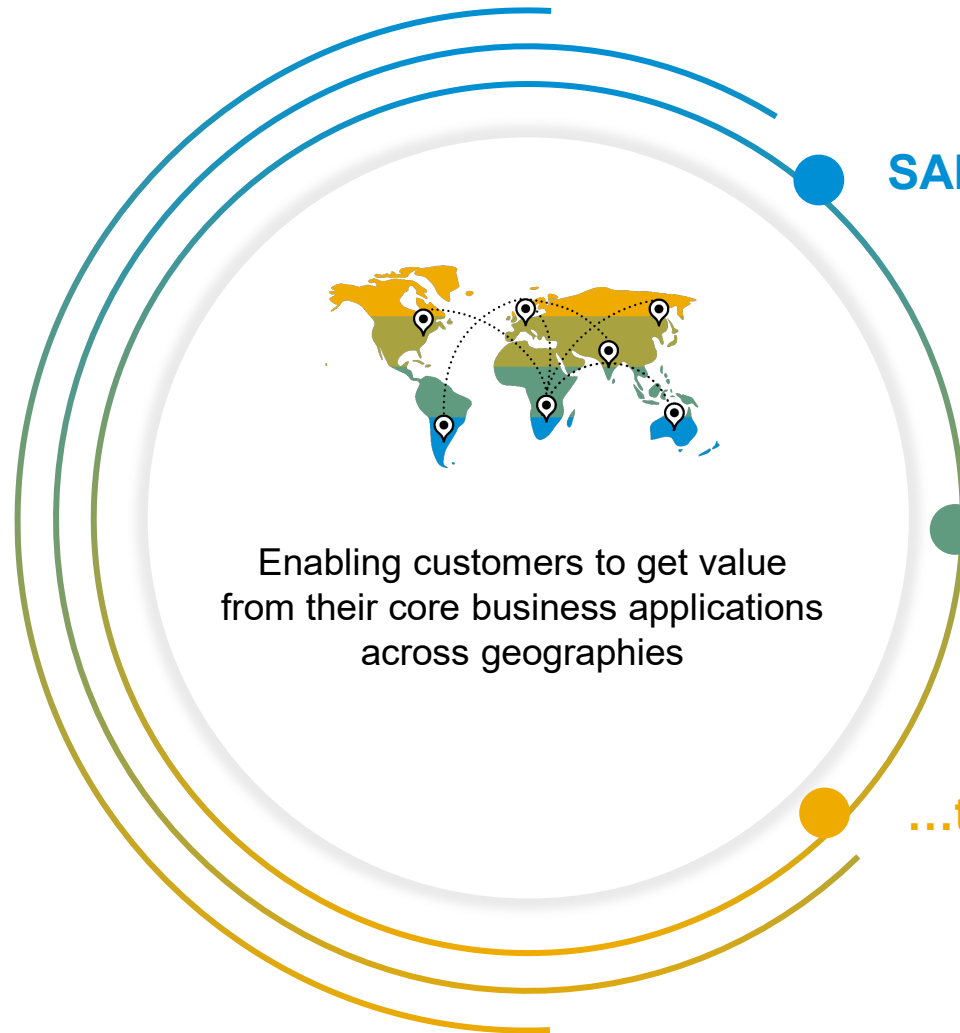 Enabling customers to get value
from their core business applications
across geographies